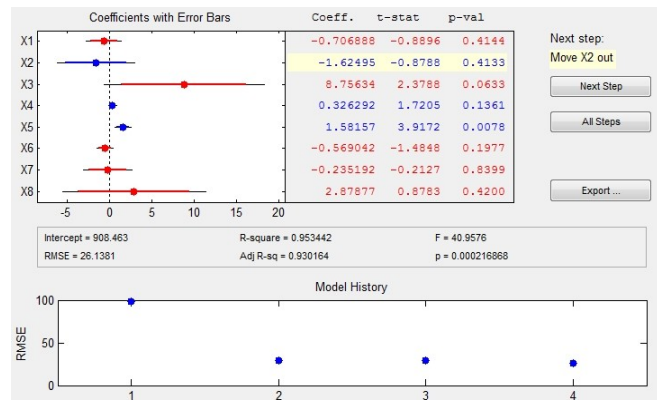 Coefficients with Error Bars Coeff. t-stat p-val
X1 -0.706888 -0.8896 0.4144 Next step:
X2 -1.62495 -0.8788 0.4133 Move X2 out
X3 8.75634 2.3788 0.0633 Next Step
X4 0.326292 1.7205 0.1361
X5 1.58157 3.9172 0.0078 All Steps
X6 -0.569042 -1.4848 0.1977
X7 -0.235192 -0.2127 0.8399
X8 2.87877 0.8783 0.4200 Export ...
-5 0 5 10 15 20
Intercept = 908.463 R-square = 0.953442 F = 40.9576
RMSE = 26.1381 Adj R-sq = 0.930164 p = 0.000216868
Model History
100
50
0
RMSE
1 2 3 4